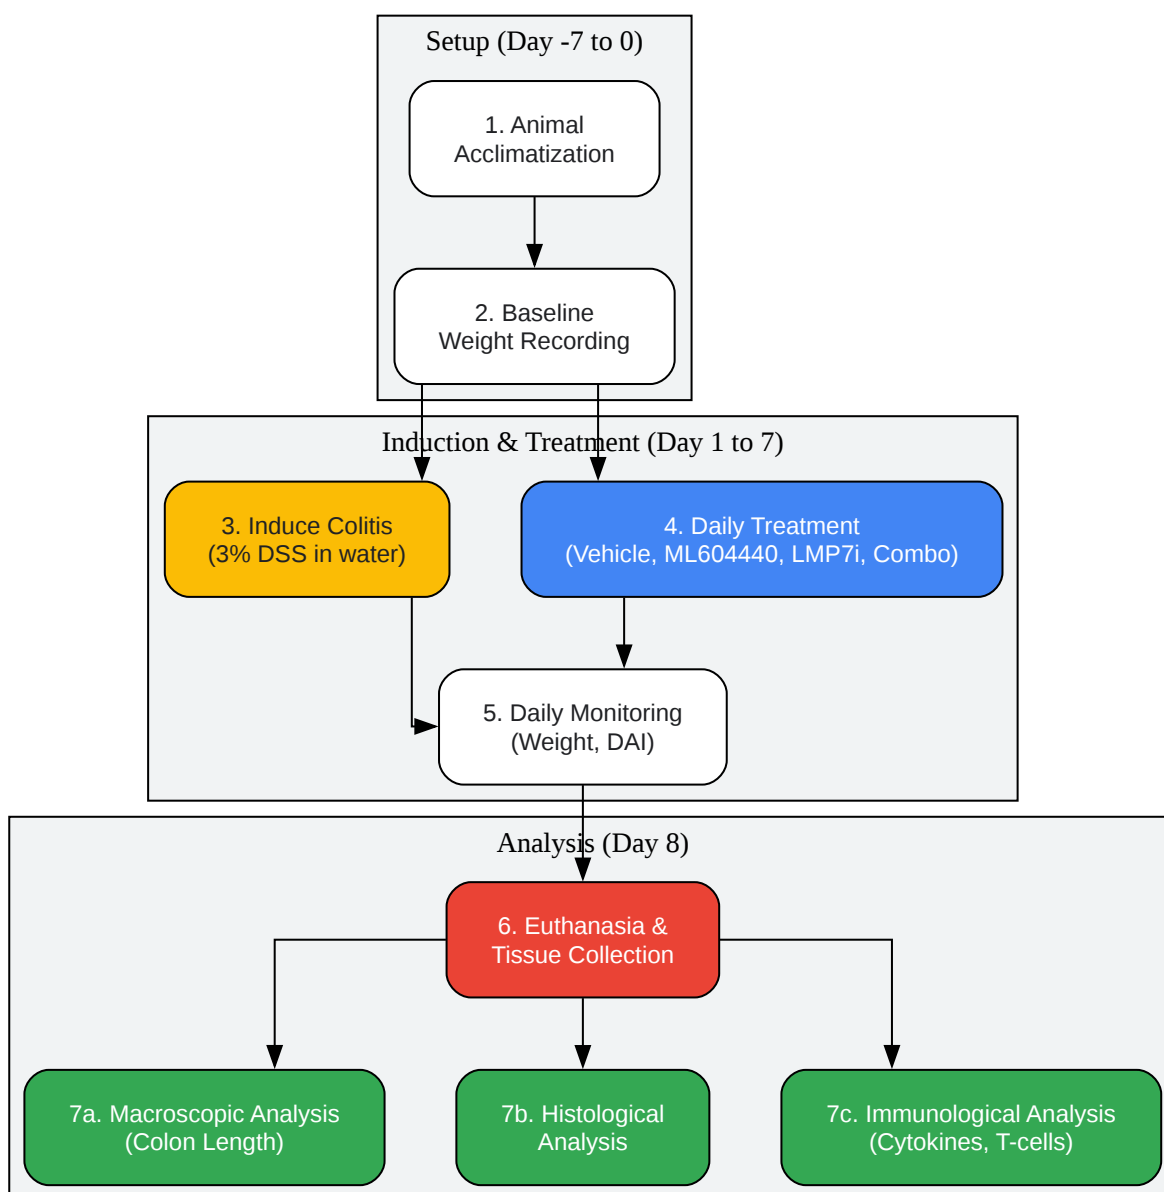 Setup (Day -7 to 0)
1. Animal
Acclimatization
2. Baseline
Weight Recording
Induction & Treatment (Day 1 to 7)
3. Induce Colitis
(3% DSS in water)
4. Daily Treatment
(Vehicle, ML604440, LMP7i, Combo)
5. Daily Monitoring
(Weight, DAI)
Analysis (Day 8)
6. Euthanasia &
Tissue Collection
7a. Macroscopic Analysis
(Colon Length)
7b. Histological
Analysis
7c. Immunological Analysis
(Cytokines, T-cells)